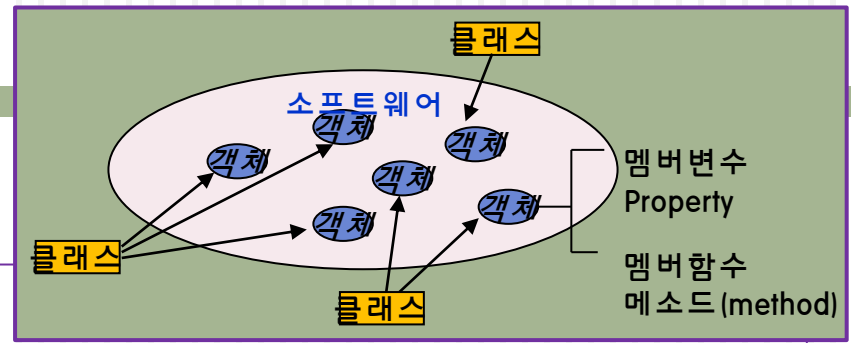 클래스
소프트웨어
객체
객체
객체
객체
객체
객체
멤버변수
Property
클래스
멤버함수
메소드(method)
클래스